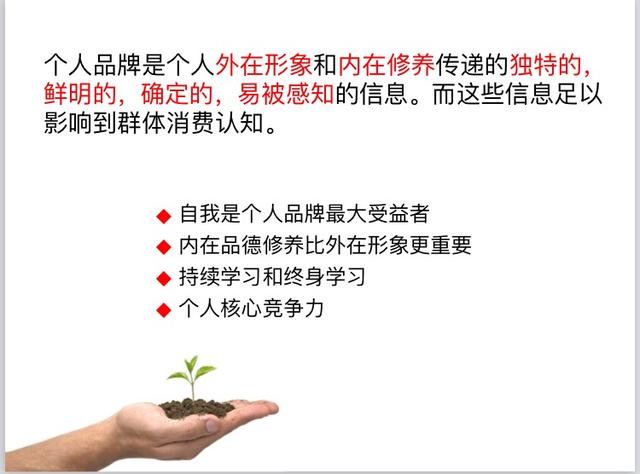 个人品牌是个人外在形象和内在修养传递的独特的，
鲜明的，确定的，易被感知的信息。而这些信息足以
影响到群体消费认知。
◆ 自我是个人品牌最大受益者
◆ 内在品德修养比外在形象更重要
◆ 持续学习和终身学习
◆ 个人核心竞争力